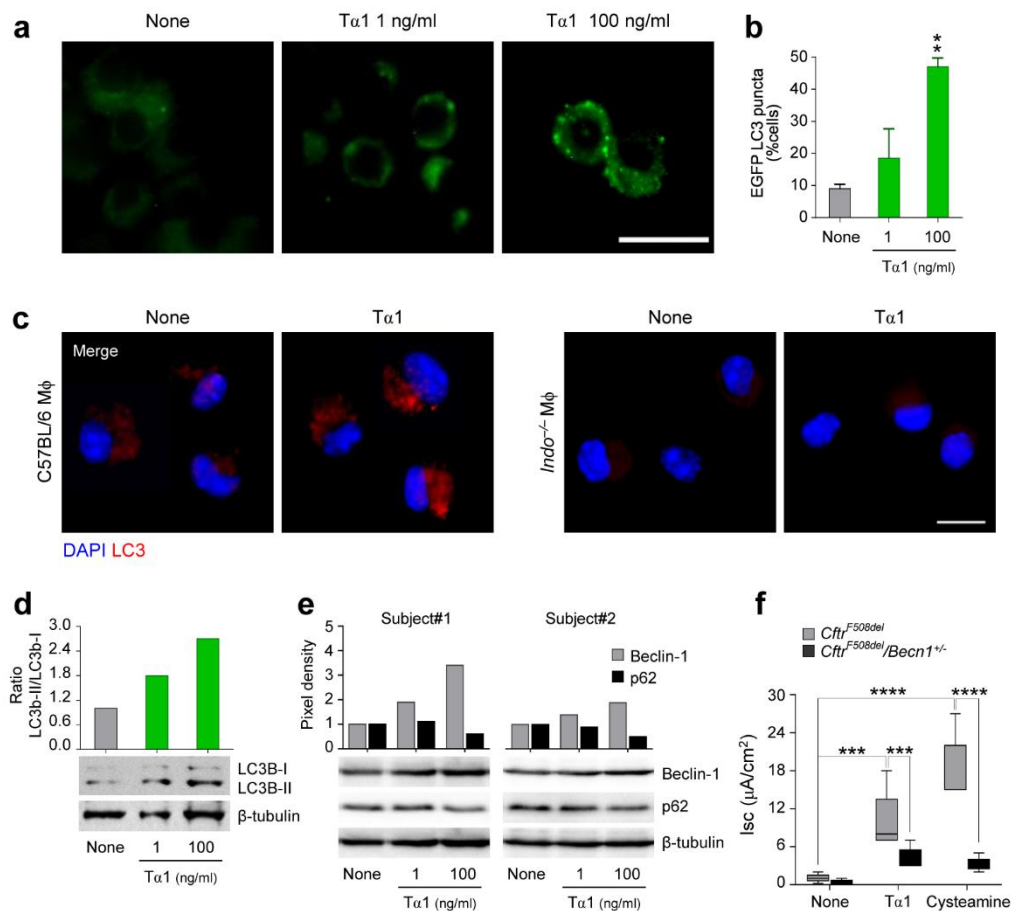 a
None
Tα1 1 ng/ml
Tα1 100 ng/ml
b
EGFP LC3 puncta
(%cells)
50
40
30
20
10
0
**
None
1
100
Tα1 (ng/ml)
c
None
Tα1
None
Tα1
Merge
C57BL/6 Mϕ
Indo–/– Mϕ
DAPI LC3
d
Ratio
LC3b-II/LC3b-I
3.0
2.4
1.8
1.2
0.6
0.0
LC3B-I
LC3B-II
β-tubulin
None
1
100
Tα1 (ng/ml)
e
Subject#1
Subject#2
Pixel density
5
4
3
2
1
0
Beclin-1
p62
Beclin-1
p62
β-tubulin
None
1
100
None
1
100
Tα1 (ng/ml)
f
CftrF508del
CftrF508del/Becn1+/-
Isc (μA/cm2)
30
24
18
12
6
0
****
****
***
***
None
Tα1
Cysteamine